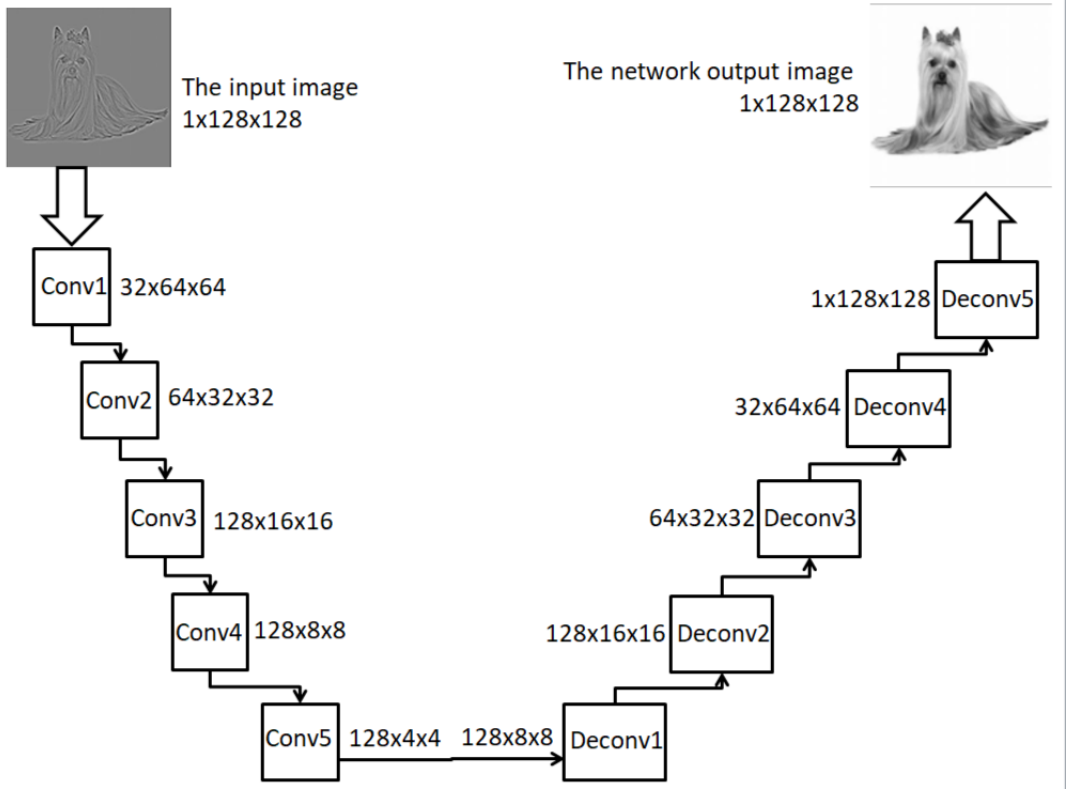 The input image
1x128x128
The network output image
1x128x128
Conv1 32x64x64
Conv2 64x32x32
Conv3 128x16x16
Conv4 128x8x8
Conv5 128x4x4
128x8x8 Deconv1
128x16x16 Deconv2
64x32x32 Deconv3
32x64x64 Deconv4
1x128x128 Deconv5